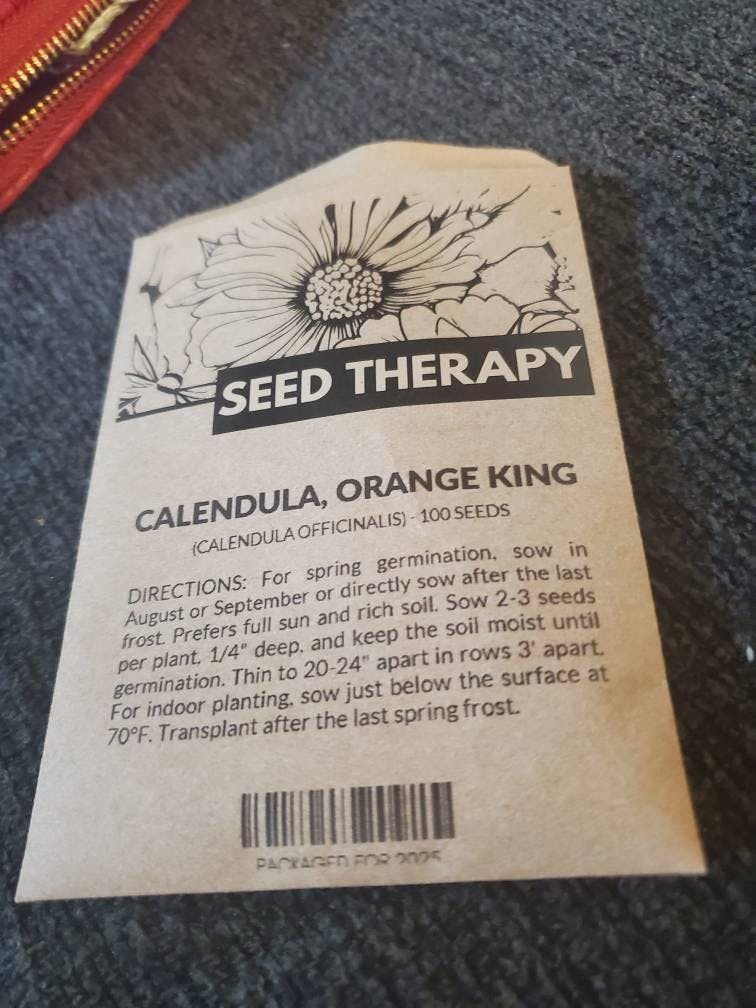 SEED THERAPY
CALENDULA, ORANGE KING
(CALENDULA OFFICINALIS) - 100 SEEDS
DIRECTIONS: For spring germination, sow in
August or September or directly sow after the last
frost. Prefers full sun and rich soil. Sow 2-3 seeds
per plant, 1/4" deep, and keep the soil moist until
germination. Thin to 20-24" apart in rows 3' apart.
For indoor planting, sow just below the surface at
70°F. Transplant after the last spring frost.
PACKAGED FOR 2025